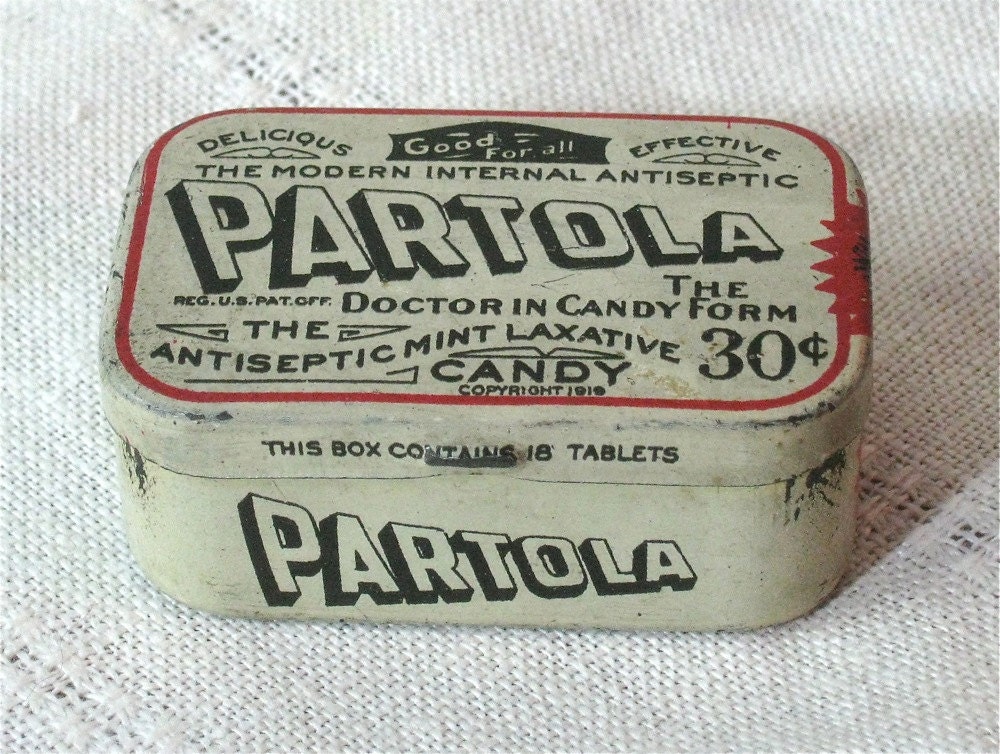 DELICIOUS Good For all EFFECTIVE
THE MODERN INTERNAL ANTISEPTIC
PARTOLA
REG. U.S. PAT. OFF. THE DOCTOR IN CANDY FORM
THE ANTISEPTIC MINT LAXATIVE CANDY 30¢
COPYRIGHT 1919
THIS BOX CONTAINS 18 TABLETS
PARTOLA